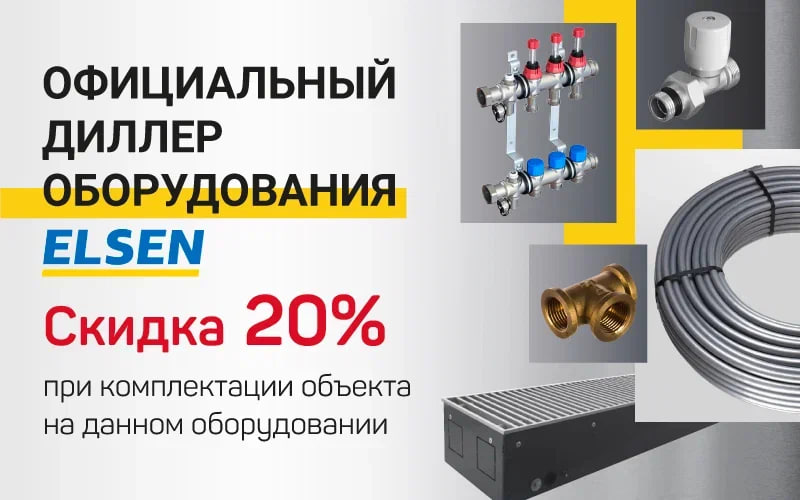 ОФИЦИАЛЬНЫЙ
ДИЛЛЕР
ОБОРУДОВАНИЯ
ELSEN
Скидка 20%
при комплектации объекта
на данном оборудовании